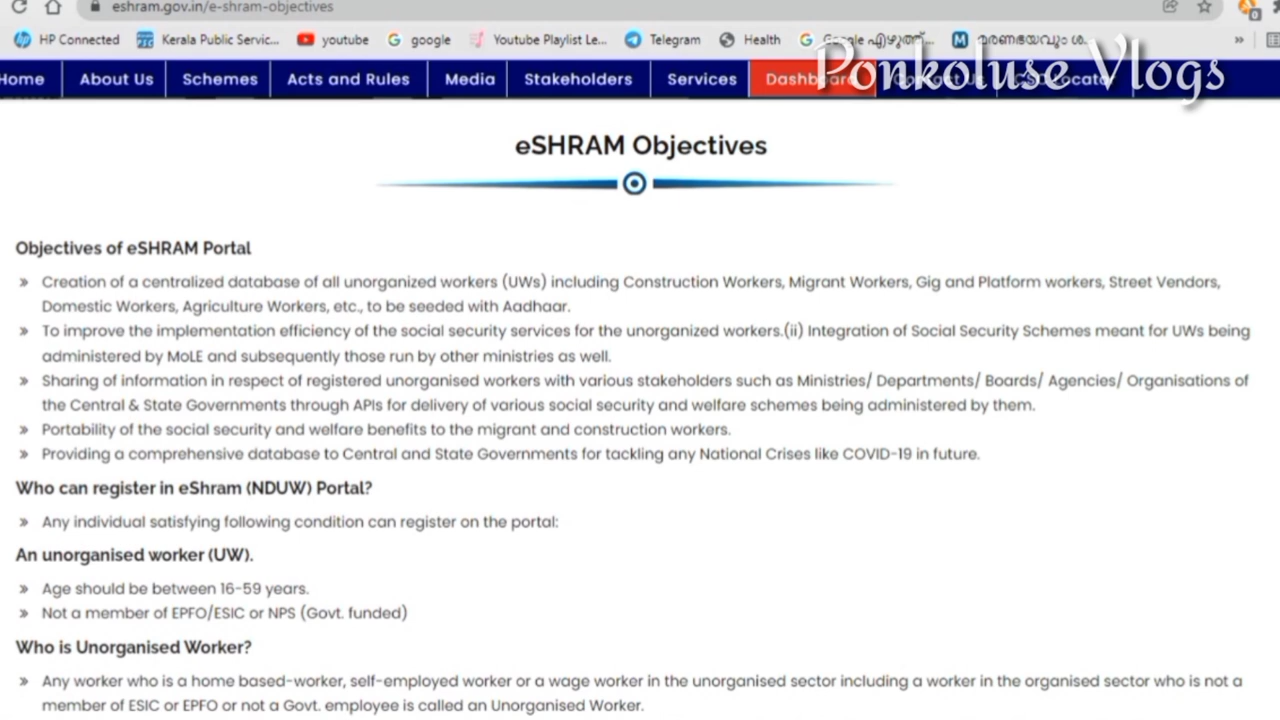 eshram.gov.in/e-shram-objectives
HP Connected Kerala Public Servic... youtube google Youtube Playlist Le... Telegram Health Google എഴുത്ത്... മരണഭയവും ശ... »
Ponkoluse Vlogs
Home About Us Schemes Acts and Rules Media Stakeholders Services Dashboard Contact Us CSC Locator
eSHRAM Objectives
Objectives of eSHRAM Portal
» Creation of a centralized database of all unorganized workers (UWs) including Construction Workers, Migrant Workers, Gig and Platform workers, Street Vendors,
Domestic Workers, Agriculture Workers, etc., to be seeded with Aadhaar.
» To improve the implementation efficiency of the social security services for the unorganized workers.(ii) Integration of Social Security Schemes meant for UWs being
administered by MoLE and subsequently those run by other ministries as well.
» Sharing of information in respect of registered unorganised workers with various stakeholders such as Ministries/ Departments/ Boards/ Agencies/ Organisations of
the Central & State Governments through APIs for delivery of various social security and welfare schemes being administered by them.
» Portability of the social security and welfare benefits to the migrant and construction workers.
» Providing a comprehensive database to Central and State Governments for tackling any National Crises like COVID-19 in future.
Who can register in eShram (NDUW) Portal?
» Any individual satisfying following condition can register on the portal:
An unorganised worker (UW).
» Age should be between 16-59 years.
» Not a member of EPFO/ESIC or NPS (Govt. funded)
Who is Unorganised Worker?
» Any worker who is a home based-worker, self-employed worker or a wage worker in the unorganised sector including a worker in the organised sector who is not a
member of ESIC or EPFO or not a Govt. employee is called an Unorganised Worker.